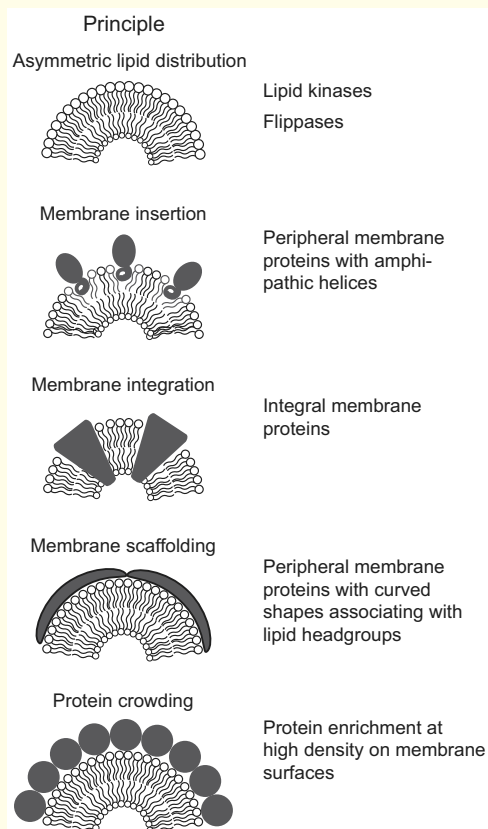 Principle
Asymmetric lipid distribution
Lipid kinases
Flippases
Membrane insertion
Peripheral membrane
proteins with amphi-
pathic helices
Membrane integration
Integral membrane
proteins
Membrane scaffolding
Peripheral membrane
proteins with curved
shapes associating with
lipid headgroups
Protein crowding
Protein enrichment at
high density on membrane
surfaces